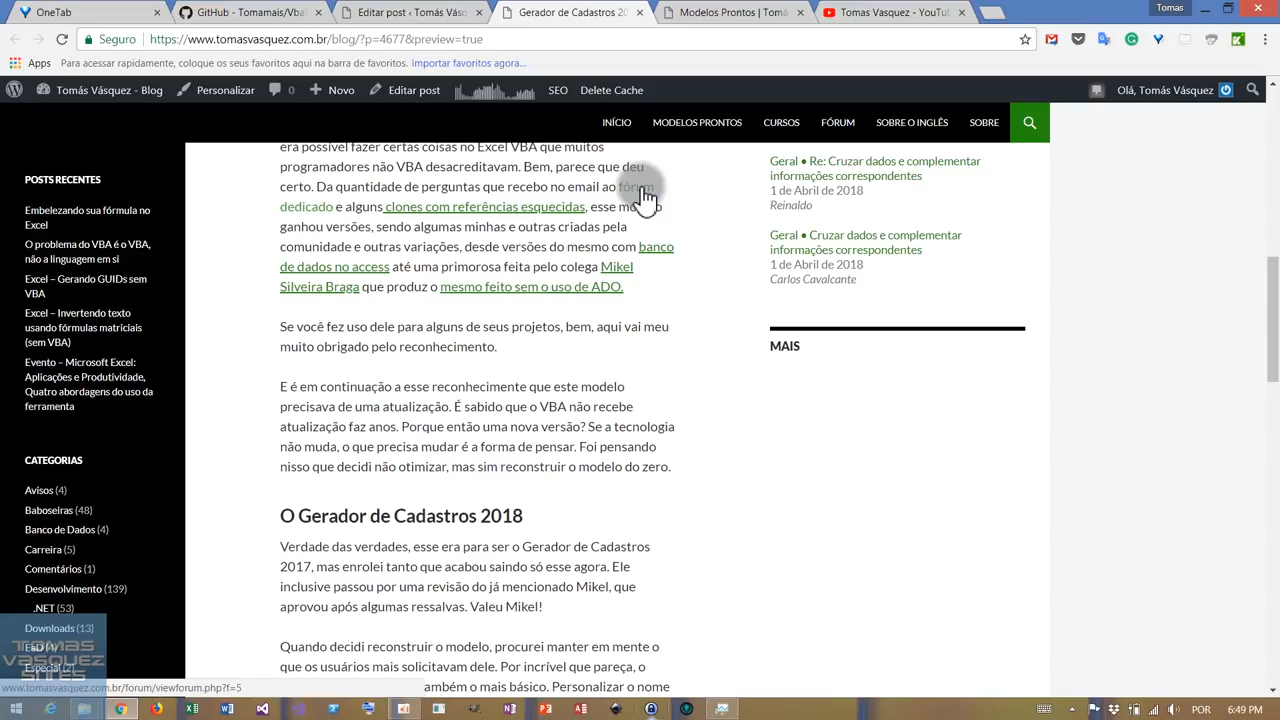 OneTab
GitHub - Tomamais/Vba
Editar post ‹ Tomás Vásq
Gerador de Cadastros 20
Modelos Prontos | Tomá
Tomas Vasquez - YouTu
Tomas
Seguro
https://www.tomasvasquez.com.br/blog/?p=4677&preview=true
Apps
Para acessar rapidamente, coloque os seus favoritos aqui na barra de favoritos. Importar favoritos agora...
Tomás Vásquez - Blog
Personalizar
0
Novo
Editar post
SEO
Delete Cache
Olá, Tomás Vásquez
INÍCIO
MODELOS PRONTOS
CURSOS
FÓRUM
SOBRE O INGLÊS
SOBRE
POSTS RECENTES
Embelezando sua fórmula no
Excel
O problema do VBA é o VBA,
não a linguagem em si
Excel – Gerando GUIDs sem
VBA
Excel – Invertendo texto
usando fórmulas matriciais
(sem VBA)
Evento – Microsoft Excel:
Aplicações e Produtividade,
Quatro abordagens do uso da
ferramenta
CATEGORIAS
Avisos (4)
Baboseiras (48)
Banco de Dados (4)
Carreira (5)
Comentários (1)
Desenvolvimento (139)
.NET (53)
Downloads (13)
EaD (4)
Especial (2)
TOMAS
VASQUEZ
SITES
era possível fazer certas coisas no Excel VBA que muitos
programadores não VBA desacreditavam. Bem, parece que deu
certo. Da quantidade de perguntas que recebo no email ao fórum
dedicado e alguns clones com referências esquecidas, esse
ganhou versões, sendo algumas minhas e outras criadas pela
comunidade e outras variações, desde versões do mesmo com banco
de dados no access até uma primorosa feita pelo colega Mikel
Silveira Braga que produz o mesmo feito sem o uso de ADO.
Se você fez uso dele para alguns de seus projetos, bem, aqui vai meu
muito obrigado pelo reconhecimento.
E é em continuação a esse reconhecimento que este modelo
precisava de uma atualização. É sabido que o VBA não recebe
atualização faz anos. Porque então uma nova versão? Se a tecnologia
não muda, o que precisa mudar é a forma de pensar. Foi pensando
nisso que decidi não otimizar, mas sim reconstruir o modelo do zero.
O Gerador de Cadastros 2018
Verdade das verdades, esse era para ser o Gerador de Cadastros
2017, mas enrolei tanto que acabou saindo só esse agora. Ele
inclusive passou por uma revisão do já mencionado Mikel, que
aprovou após algumas ressalvas. Valeu Mikel!
Quando decidi reconstruir o modelo, procurei manter em mente o
que os usuários mais solicitavam dele. Por incrível que pareça, o
também o mais básico. Personalizar o nome
Geral • Re: Cruzar dados e complementar
informações correspondentes
1 de Abril de 2018
Reinaldo
Geral • Cruzar dados e complementar
informações correspondentes
1 de Abril de 2018
Carlos Cavalcante
MAIS
www.tomasvasquez.com.br/forum/viewforum.php?f=5
POR
6:49 PM